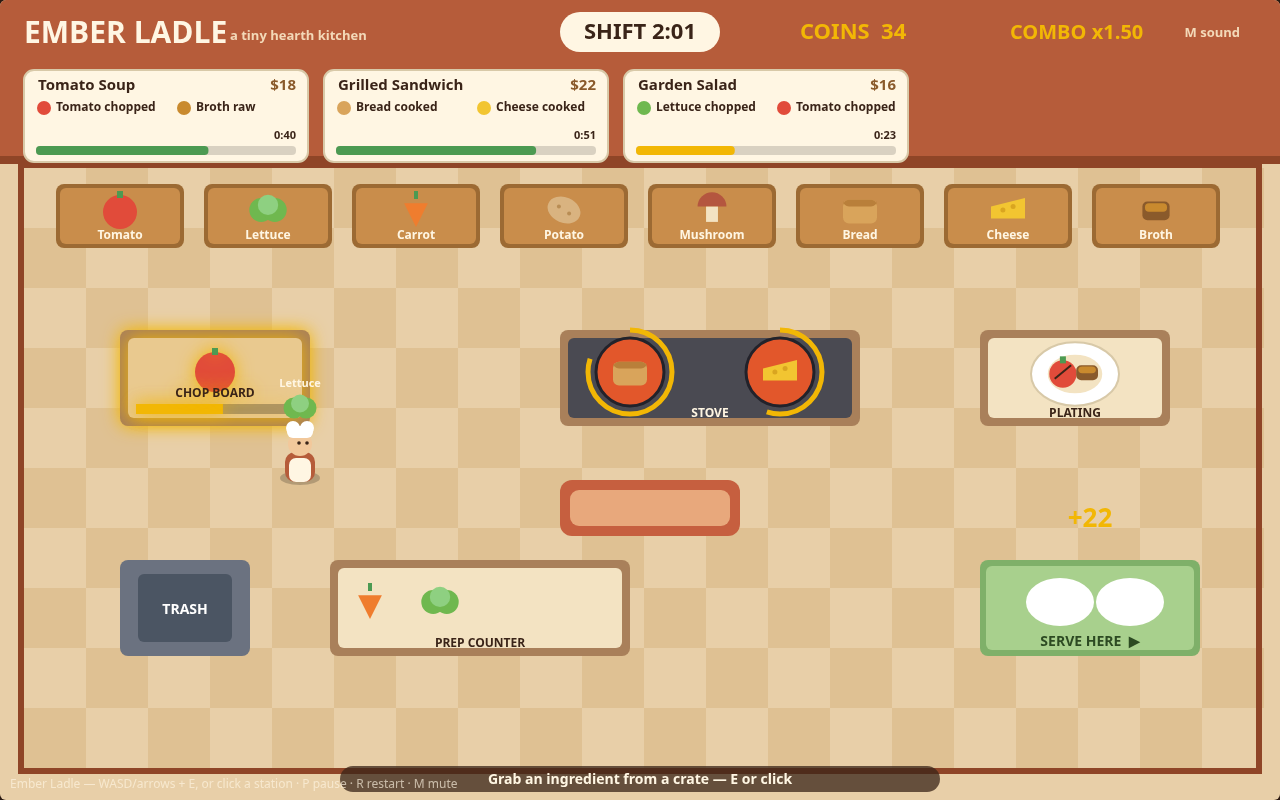 EMBER LADLE a tiny hearth kitchen
SHIFT 2:01
COINS 34
COMBO x1.50
M sound
Tomato Soup $18
Tomato chopped Broth raw
0:40
Grilled Sandwich $22
Bread cooked Cheese cooked
0:51
Garden Salad $16
Lettuce chopped Tomato chopped
0:23
Tomato
Lettuce
Carrot
Potato
Mushroom
Bread
Cheese
Broth
CHOP BOARD
Lettuce
STOVE
PLATING
+22
TRASH
PREP COUNTER
SERVE HERE ▶
Grab an ingredient from a crate — E or click
Ember Ladle — WASD/arrows + E, or click a station · P pause · R restart · M mute